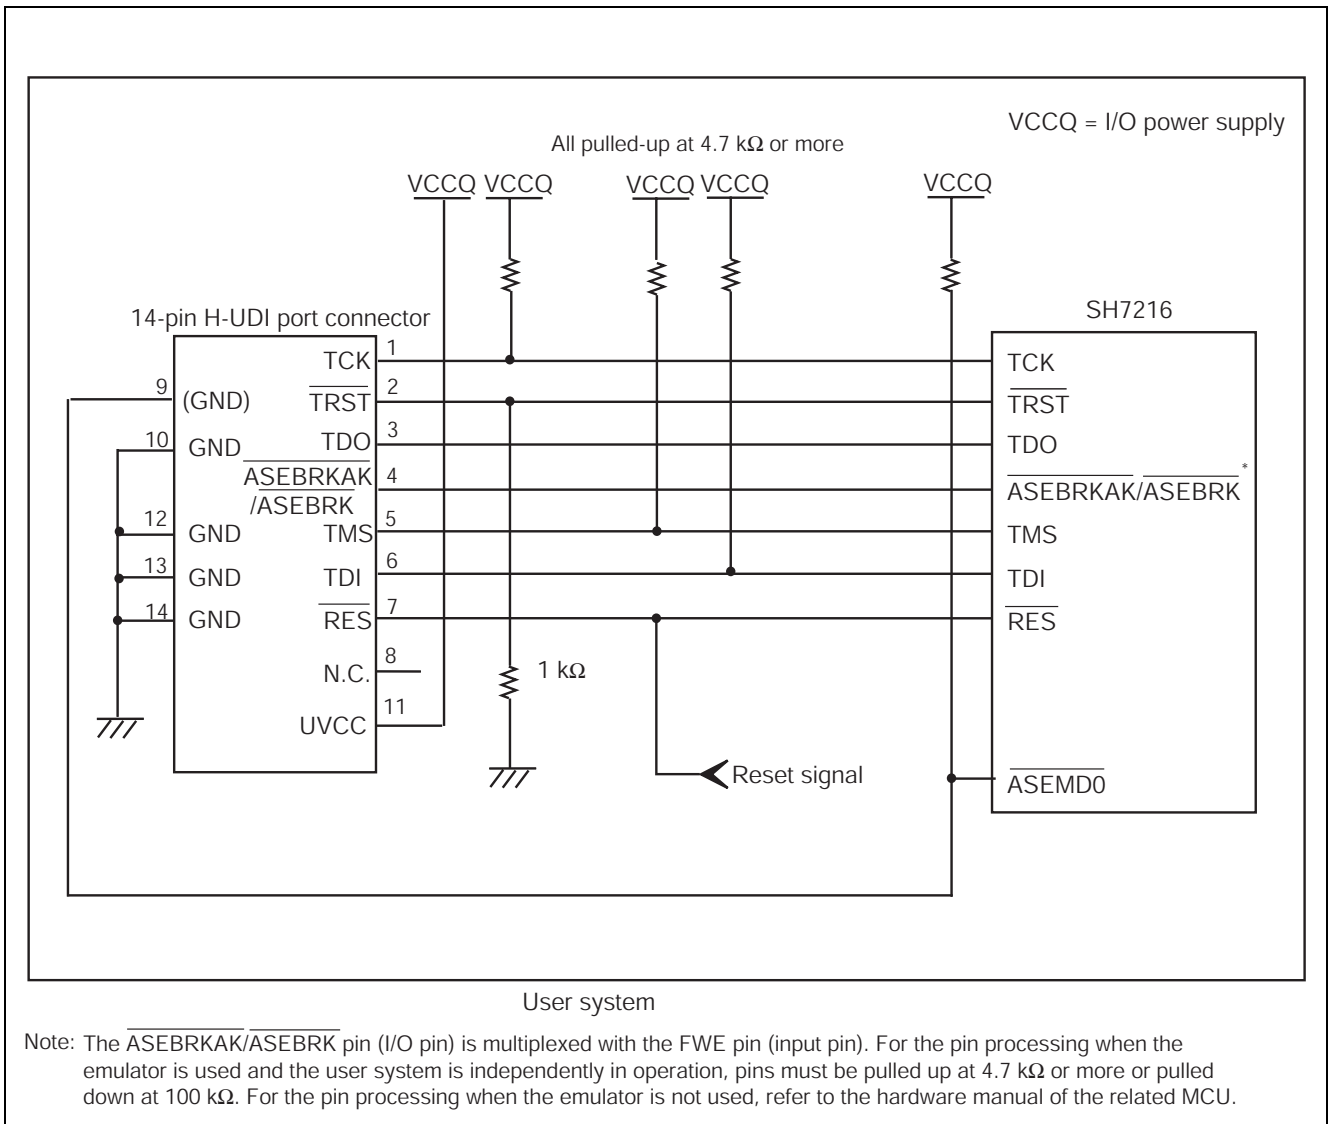 VCCQ = I/O power supply
All pulled-up at 4.7 kΩ or more
VCCQ VCCQ VCCQ VCCQ VCCQ
14-pin H-UDI port connector
SH7216
TCK 1 TCK
9 (GND) TRST 2 TRST
TDO 3 TDO
10 GND
ASEBRKAK 4 ASEBRKAK/ASEBRK*
/ASEBRK
12 GND TMS 5 TMS
13 GND TDI 6 TDI
14 GND RES 7 RES
N.C. 8
1 kΩ
UVCC 11
Reset signal
ASEMD0
User system
Note: The ASEBRKAK/ASEBRK pin (I/O pin) is multiplexed with the FWE pin (input pin). For the pin processing when the
emulator is used and the user system is independently in operation, pins must be pulled up at 4.7 kΩ or more or pulled
down at 100 kΩ. For the pin processing when the emulator is not used, refer to the hardware manual of the related MCU.